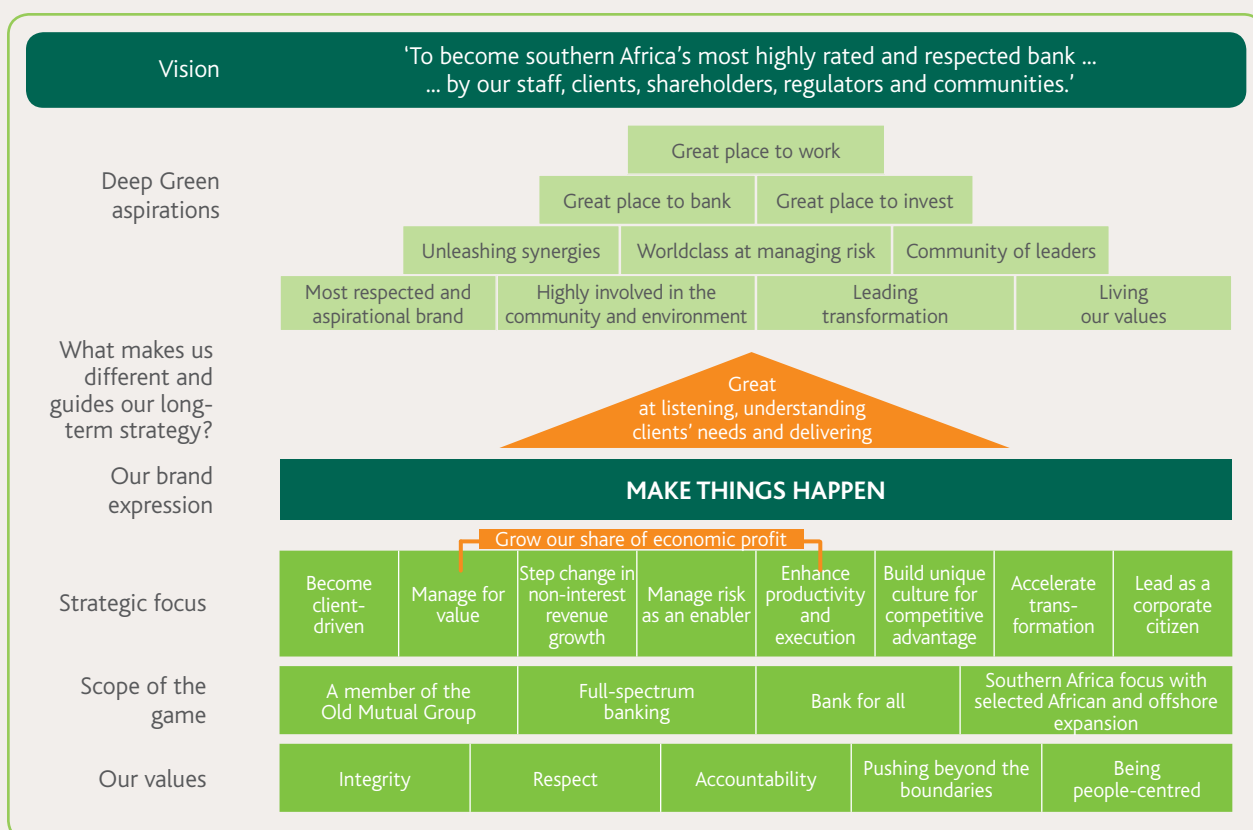 Vision
‘To become southern Africa’s most highly rated and respected bank ...
... by our staff, clients, shareholders, regulators and communities.’
Deep Green
aspirations
Great place to work
Great place to bank
Great place to invest
Unleashing synergies
Worldclass at managing risk
Community of leaders
Most respected and
aspirational brand
Highly involved in the
community and environment
Leading
transformation
Living
our values
What makes us
different and
guides our long-
term strategy?
Great
at listening, understanding
clients’ needs and delivering
Our brand
expression
MAKE THINGS HAPPEN
Grow our share of economic profit
Strategic focus
Become
client-
driven
Manage for
value
Step change in
non-interest
revenue
growth
Manage risk
as an enabler
Enhance
productivity
and
execution
Build unique
culture for
competitive
advantage
Accelerate
trans-
formation
Lead as a
corporate
citizen
Scope of the
game
A member of the
Old Mutual Group
Full-spectrum
banking
Bank for all
Southern Africa focus with
selected African and offshore
expansion
Our values
Integrity
Respect
Accountability
Pushing beyond the
boundaries
Being
people-centred